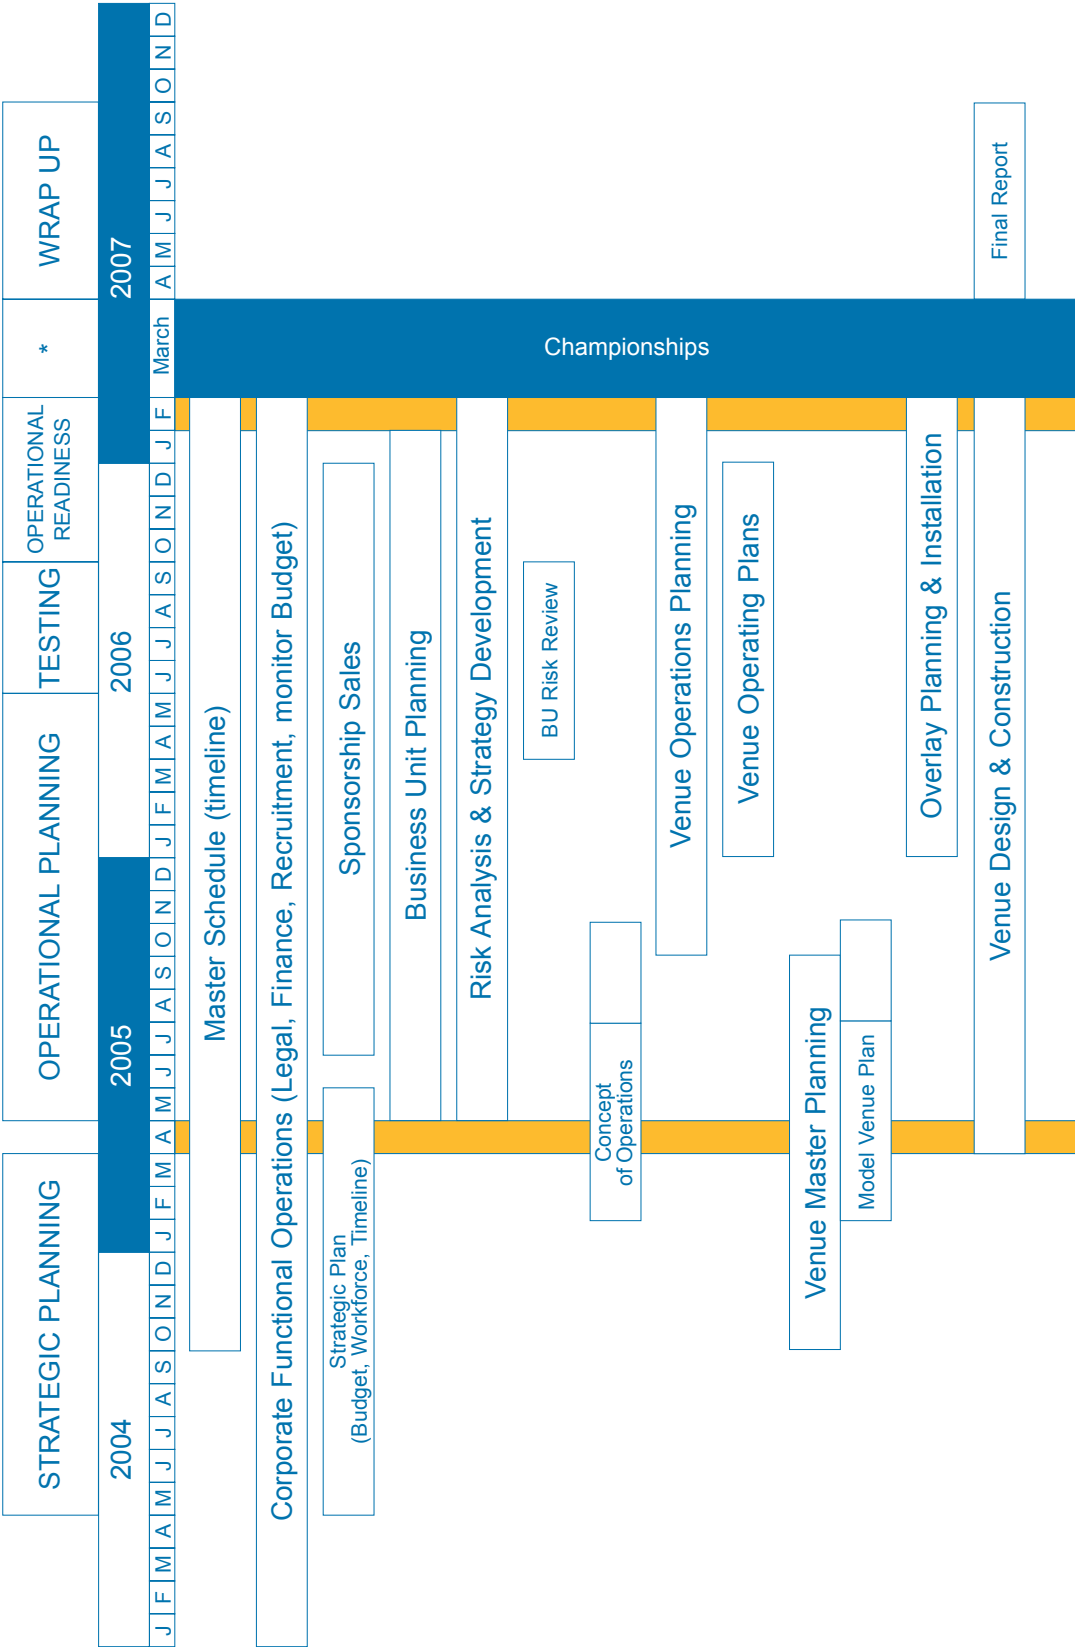 STRATEGIC PLANNING
OPERATIONAL PLANNING
TESTING
OPERATIONAL
READINESS
*
WRAP UP
2004
2005
2006
2007
J F M A M J J A S O N D J F M A M J J A S O N D J F M A M J J A S O N D J F March A M J J A S O N D
Master Schedule (timeline)
Corporate Functional Operations (Legal, Finance, Recruitment, monitor Budget)
Strategic Plan
(Budget, Workforce, Timeline)
Sponsorship Sales
Business Unit Planning
Risk Analysis & Strategy Development
BU Risk Review
Concept
of Operations
Venue Operations Planning
Venue Operating Plans
Venue Master Planning
Model Venue Plan
Overlay Planning & Installation
Venue Design & Construction
Championships
Final Report